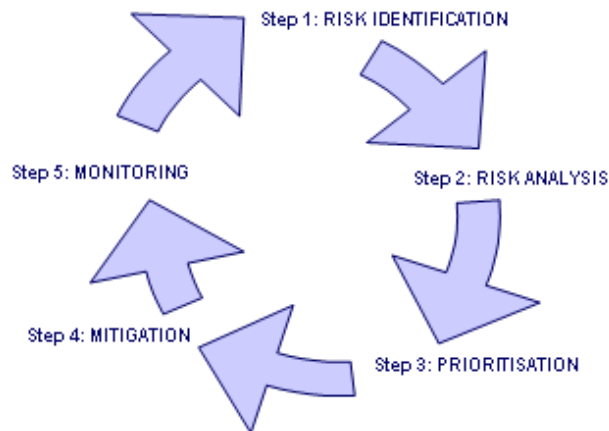 Step 1: RISK IDENTIFICATION
Step 2: RISK ANALYSIS
Step 3: PRIORITISATION
Step 4: MITIGATION
Step 5: MONITORING